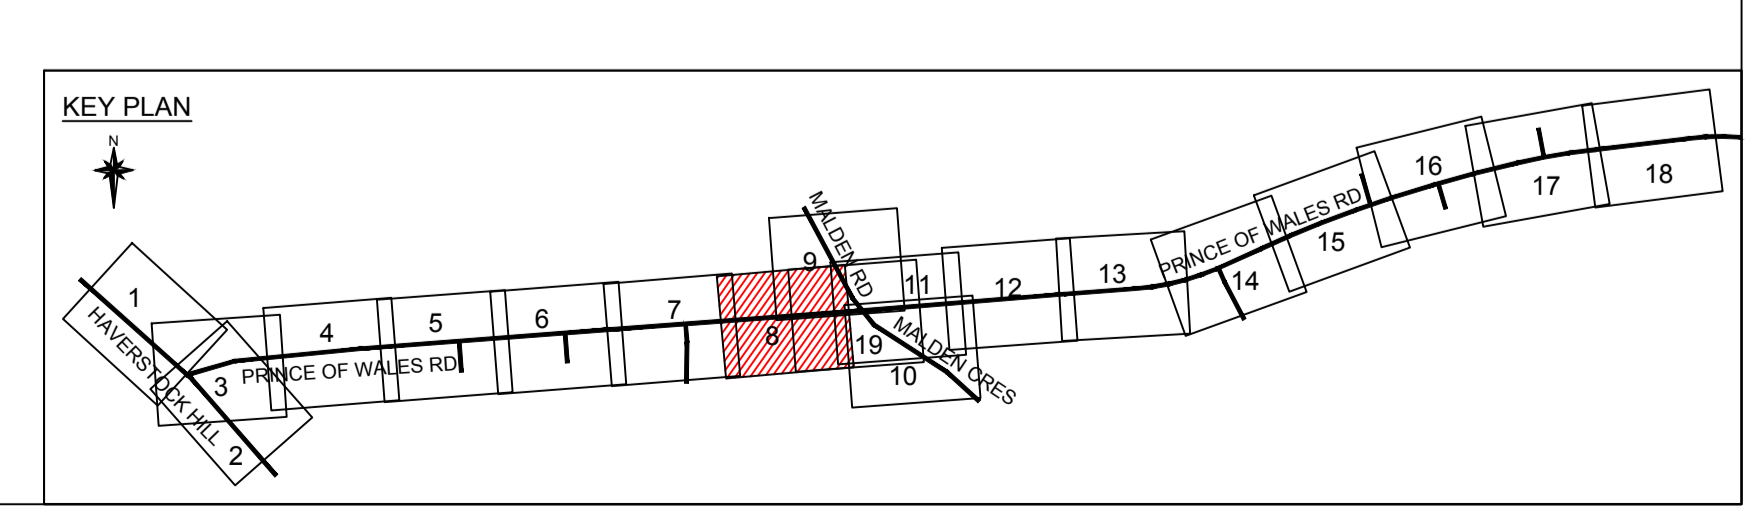 KEY PLAN
N
1
HAVERSTOCK HILL
2
3
4
PRINCE OF WALES RD
5
6
7
8
9
MALDEN RD
19
10
MALDEN CRES
11
12
13
PRINCE OF WALES RD
14
15
16
17
18